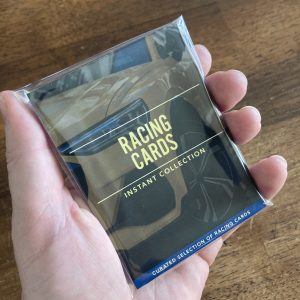 RACING
CARDS
INSTANT COLLECTION
CURATED SELECTION OF RACING CARDS